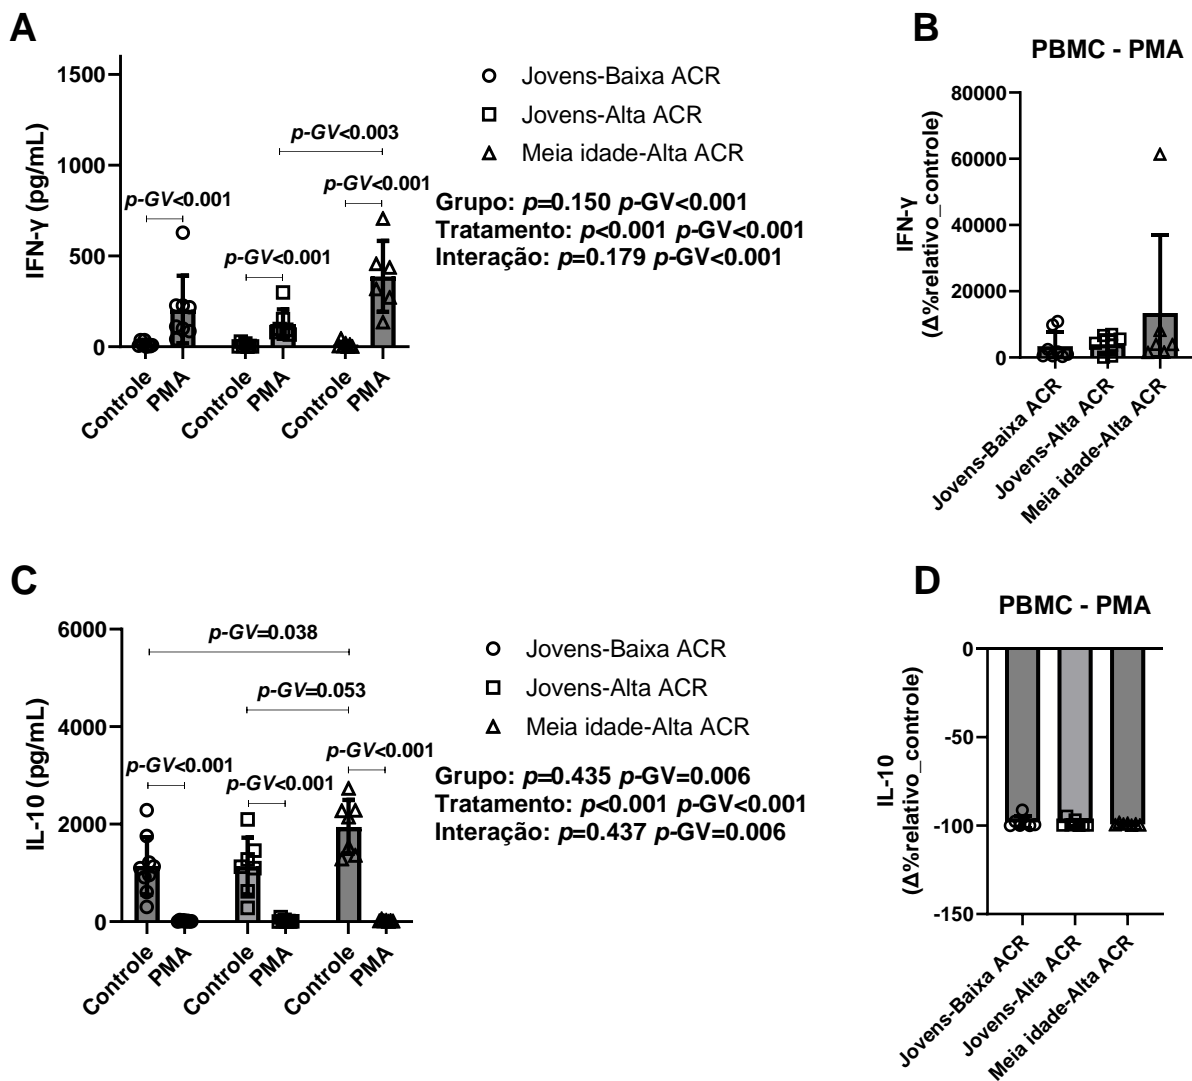 A
1500
1000
500
0
IFN-γ (pg/mL)
p-GV<0.001
p-GV<0.001
p-GV<0.001
p-GV<0.003
Controle
PMA
Controle
PMA
Controle
PMA
Jovens-Baixa ACR
Jovens-Alta ACR
Meia idade-Alta ACR
Grupo: p=0.150 p-GV<0.001
Tratamento: p<0.001 p-GV<0.001
Interação: p=0.179 p-GV<0.001
B
PBMC - PMA
80000
60000
40000
20000
0
IFN-γ
(Δ%relativo_controle)
Jovens-Baixa ACR
Jovens-Alta ACR
Meia idade-Alta ACR
C
6000
4000
2000
0
IL-10 (pg/mL)
p-GV=0.038
p-GV=0.053
p-GV<0.001
p-GV<0.001
p-GV<0.001
Controle
PMA
Controle
PMA
Controle
PMA
Jovens-Baixa ACR
Jovens-Alta ACR
Meia idade-Alta ACR
Grupo: p=0.435 p-GV=0.006
Tratamento: p<0.001 p-GV<0.001
Interação: p=0.437 p-GV=0.006
D
PBMC - PMA
0
-50
-100
-150
IL-10
(Δ%relativo_controle)
Jovens-Baixa ACR
Jovens-Alta ACR
Meia idade-Alta ACR